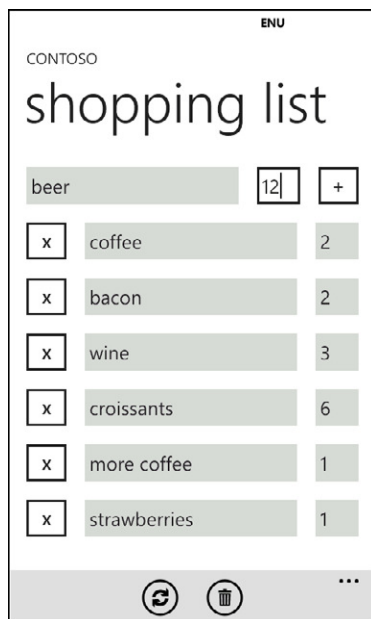 ENU
CONTOSO
shopping list
beer 12 +
x coffee 2
x bacon 2
x wine 3
x croissants 6
x more coffee 1
x strawberries 1
...